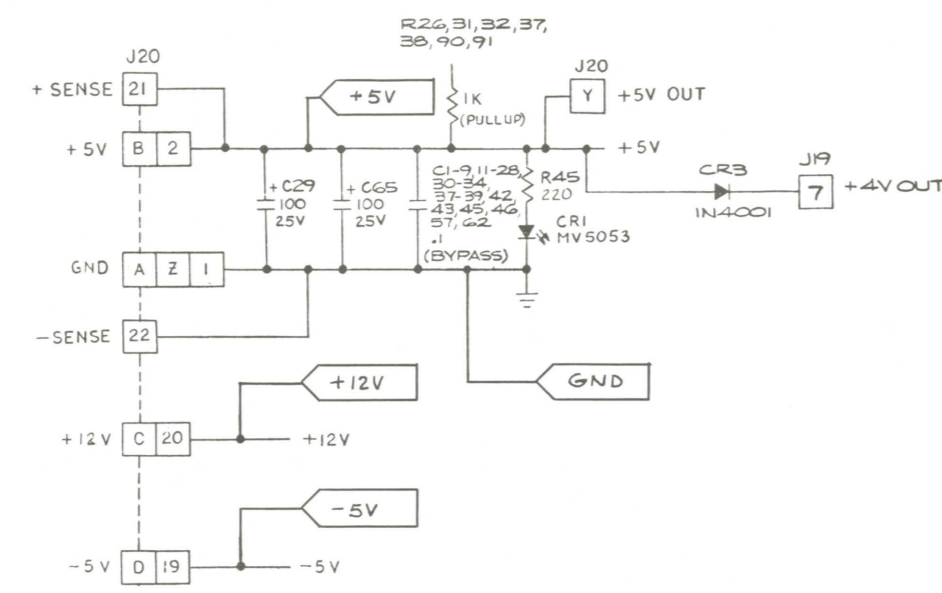 R26,31,32,37,
38,90,91
J20
+ SENSE 21
+5V
1K
(PULLUP)
J20
Y +5V OUT
+5V B 2
+5V
+ C29
100
25V
+ C65
100
25V
C1-9,11-28,
30-34,
37-39,42,
43,45,46,
57,62
.1
(BYPASS)
R45
220
CR1
MV5053
CR3
1N4001
J19
7 +4V OUT
GND A Z 1
-SENSE 22
+12V
GND
+12V C 20
+12V
-5V
-5V D 19
-5V